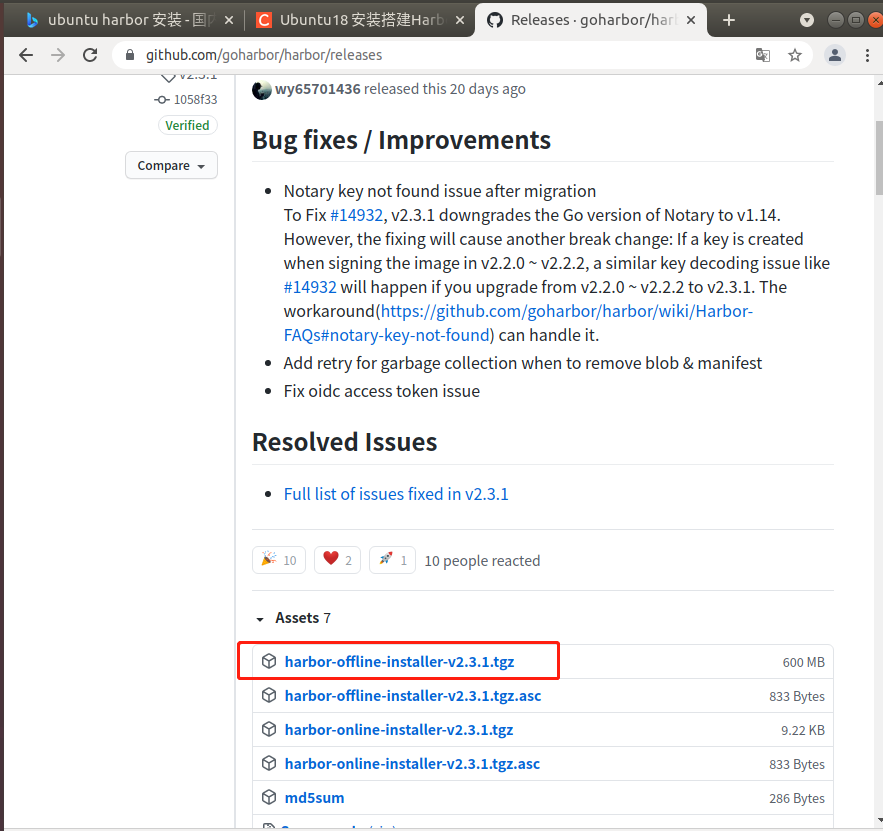 ubuntu harbor 安装 - 国
Ubuntu18 安装搭建Harb
Releases · goharbor/har
github.com/goharbor/harbor/releases
v2.3.1
1058f33
Verified
Compare
wy65701436 released this 20 days ago
Bug fixes / Improvements
Notary key not found issue after migration
To Fix #14932, v2.3.1 downgrades the Go version of Notary to v1.14.
However, the fixing will cause another break change: If a key is created
when signing the image in v2.2.0 ~ v2.2.2, a similar key decoding issue like
#14932 will happen if you upgrade from v2.2.0 ~ v2.2.2 to v2.3.1. The
workaround(https://github.com/goharbor/harbor/wiki/Harbor-
FAQs#notary-key-not-found) can handle it.
Add retry for garbage collection when to remove blob & manifest
Fix oidc access token issue
Resolved Issues
Full list of issues fixed in v2.3.1
10 2 1 10 people reacted
Assets 7
harbor-offline-installer-v2.3.1.tgz 600 MB
harbor-offline-installer-v2.3.1.tgz.asc 833 Bytes
harbor-online-installer-v2.3.1.tgz 9.22 KB
harbor-online-installer-v2.3.1.tgz.asc 833 Bytes
md5sum 286 Bytes